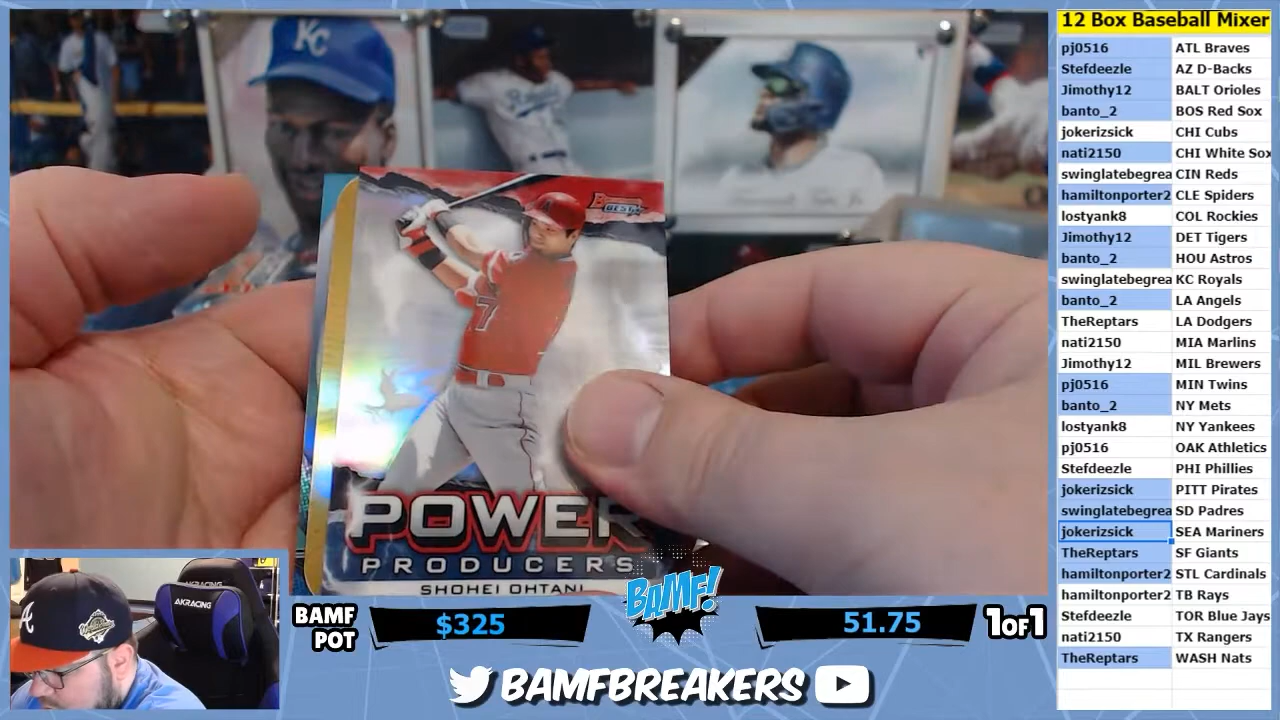 12 Box Baseball Mixer
pj0516 ATL Braves
Stefdeezle AZ D-Backs
Jimothy12 BALT Orioles
banto_2 BOS Red Sox
jokerizsick CHI Cubs
nati2150 CHI White Sox
swinglatebegrea CIN Reds
hamiltonporter2 CLE Spiders
lostyank8 COL Rockies
Jimothy12 DET Tigers
banto_2 HOU Astros
swinglatebegrea KC Royals
banto_2 LA Angels
TheReptars LA Dodgers
nati2150 MIA Marlins
Jimothy12 MIL Brewers
pj0516 MIN Twins
banto_2 NY Mets
lostyank8 NY Yankees
pj0516 OAK Athletics
Stefdeezle PHI Phillies
jokerizsick PITT Pirates
swinglatebegrea SD Padres
jokerizsick SEA Mariners
TheReptars SF Giants
hamiltonporter2 STL Cardinals
hamiltonporter2 TB Rays
Stefdeezle TOR Blue Jays
nati2150 TX Rangers
TheReptars WASH Nats
KC
BEST
7
POWER
PRODUCERS
SHOHEI OHTANI
A
AKRACING
AKRACING
BAMF
POT
$325
BAMF!
51.75
1OF1
BAMFBREAKERS